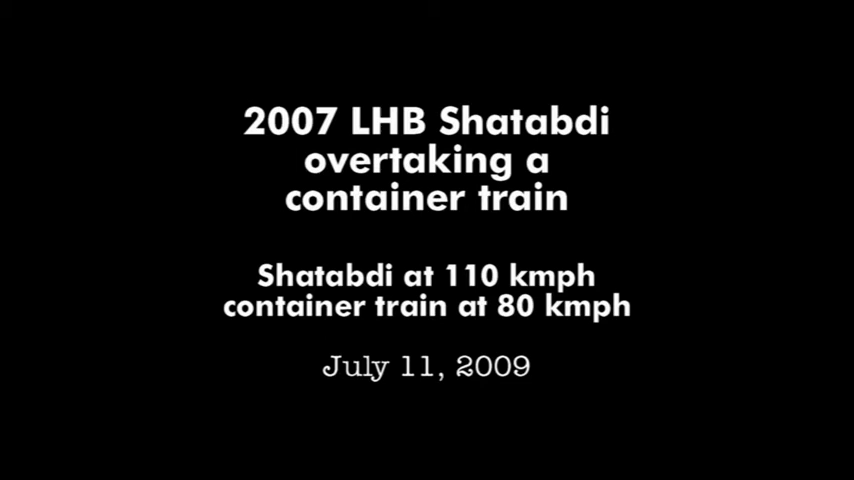 2007 LHB Shatabdi
overtaking a
container train
Shatabdi at 110 kmph
container train at 80 kmph
July 11, 2009